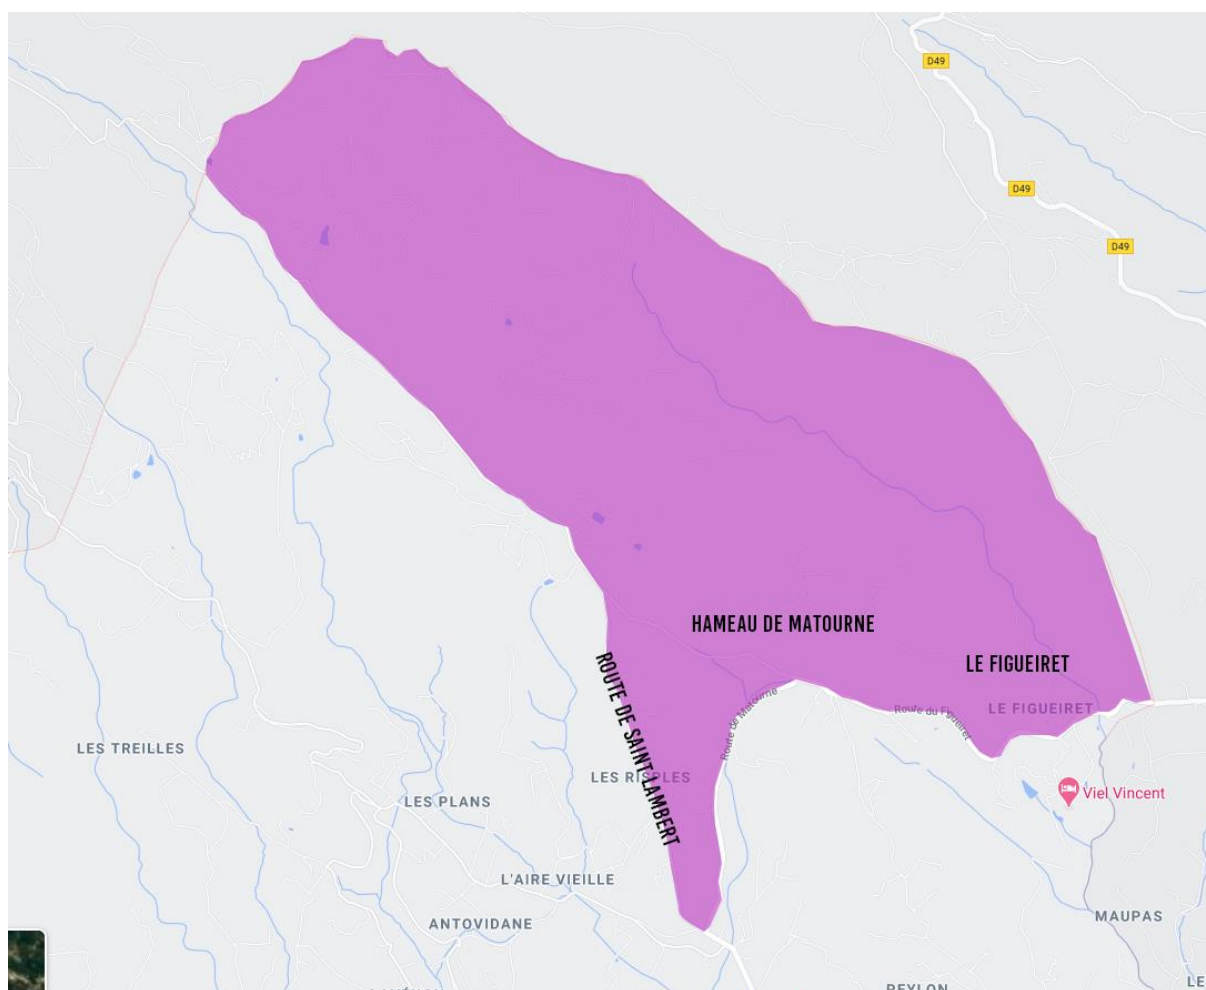 D49
D49
D49
HAMEAU DE MATOURNE
LE FIGUEIRET
ROUTE DE SAINT LAMBERT
Route de Matourne
Route du Figueiret
LE FIGUEIRET
LES TREILLES
LES RISPLES
LES PLANS
Viel Vincent
L'AIRE VIEILLE
ANTOVIDANE
MAUPAS
PEYLON
LE